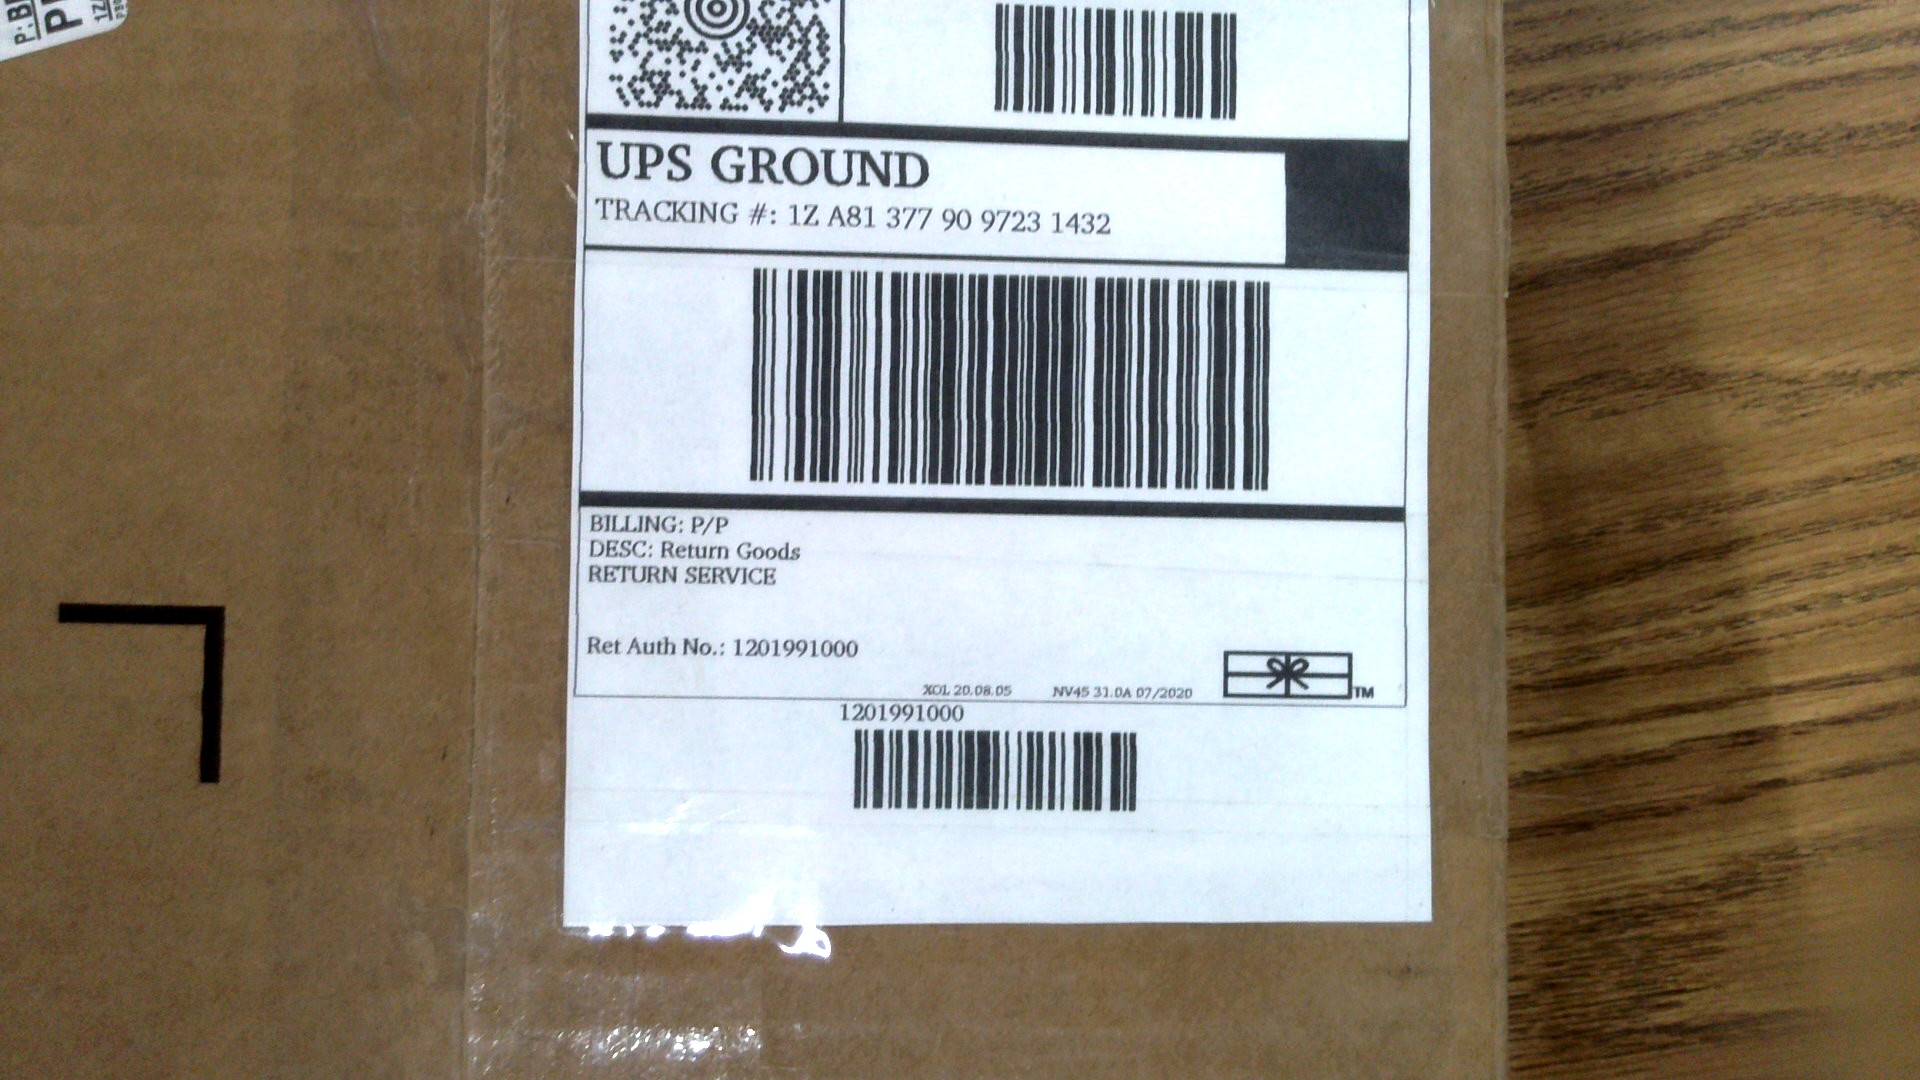 UPS GROUND
TRACKING #: 1Z A81 377 90 9723 1432
BILLING: P/P
DESC: Return Goods
RETURN SERVICE
Ret Auth No.: 1201991000
XOL 20.08.05 NV45 31.0A 07/2020
TM
1201991000